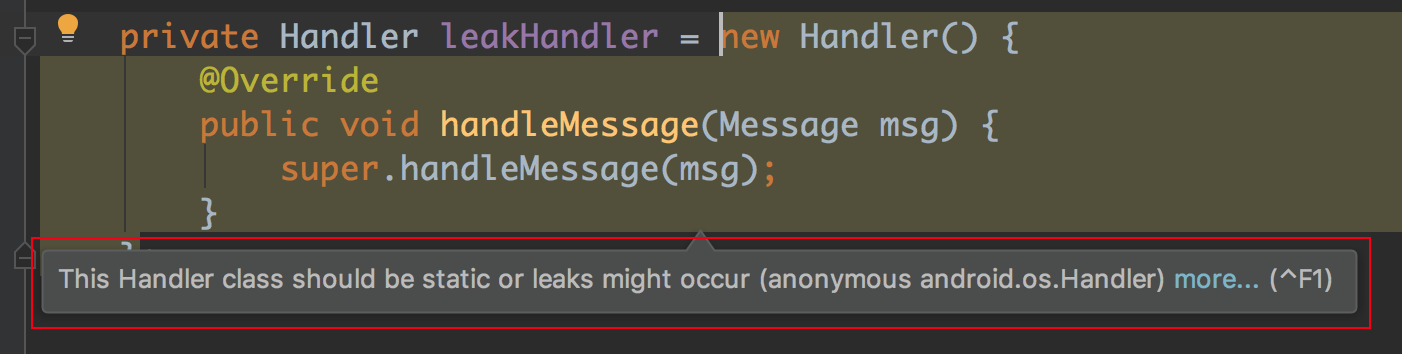 private Handler leakHandler = new Handler() {
@Override
public void handleMessage(Message msg) {
super.handleMessage(msg);
}
This Handler class should be static or leaks might occur (anonymous android.os.Handler) more... (^F1)